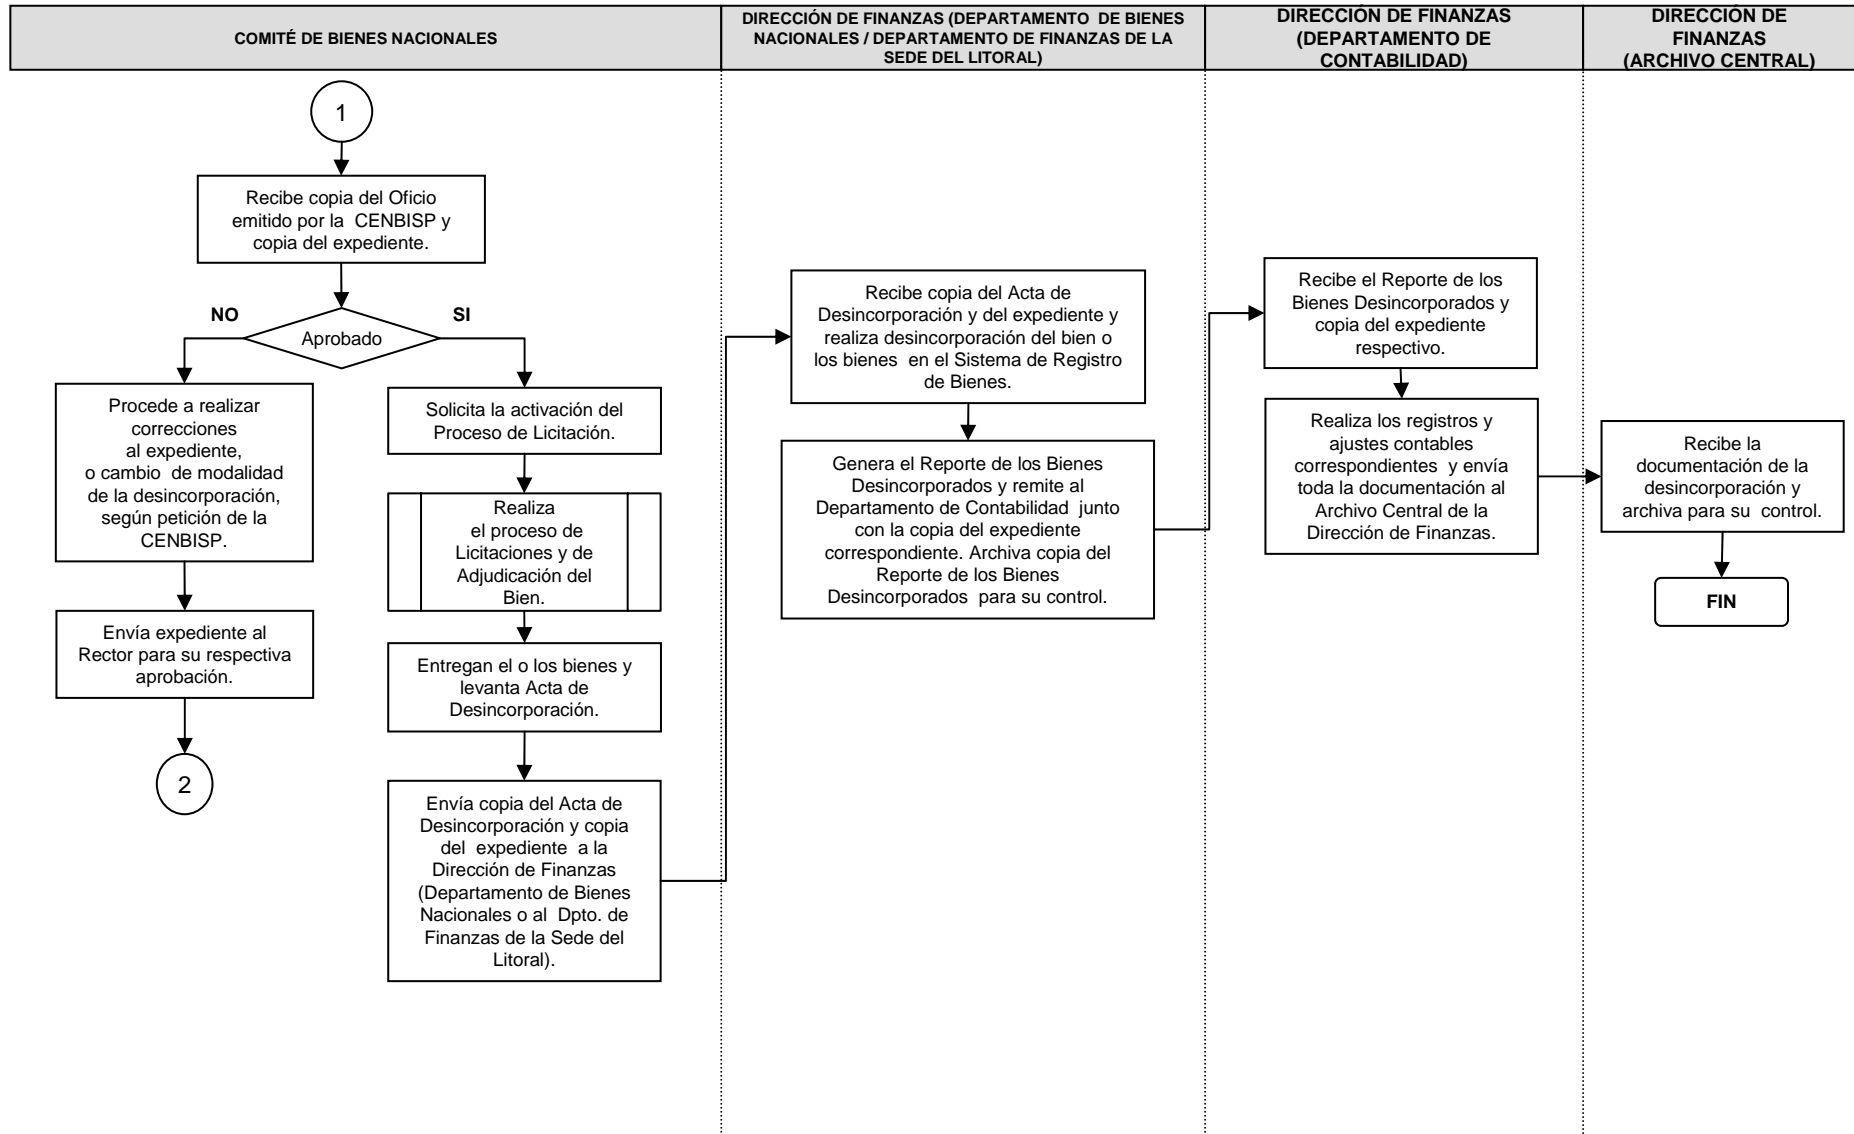 COMITÉ DE BIENES NACIONALES
DIRECCIÓN DE FINANZAS (DEPARTAMENTO DE BIENES
NACIONALES / DEPARTAMENTO DE FINANZAS DE LA
SEDE DEL LITORAL)
DIRECCIÓN DE FINANZAS
(DEPARTAMENTO DE
CONTABILIDAD)
DIRECCIÓN DE
FINANZAS
(ARCHIVO CENTRAL)
1
Recibe copia del Oficio
emitido por la CENBISP y
copia del expediente.
NO
SI
Aprobado
Procede a realizar
correcciones
al expediente,
o cambio de modalidad
de la desincorporación,
según petición de la
CENBISP.
Envía expediente al
Rector para su respectiva
aprobación.
2
Solicita la activación del
Proceso de Licitación.
Realiza
el proceso de
Licitaciones y de
Adjudicación del
Bien.
Entregan el o los bienes y
levanta Acta de
Desincorporación.
Envía copia del Acta de
Desincorporación y copia
del expediente a la
Dirección de Finanzas
(Departamento de Bienes
Nacionales o al Dpto. de
Finanzas de la Sede del
Litoral).
Recibe copia del Acta de
Desincorporación y del expediente y
realiza desincorporación del bien o
los bienes en el Sistema de Registro
de Bienes.
Genera el Reporte de los Bienes
Desincorporados y remite al
Departamento de Contabilidad junto
con la copia del expediente
correspondiente. Archiva copia del
Reporte de los Bienes
Desincorporados para su control.
Recibe el Reporte de los
Bienes Desincorporados y
copia del expediente
respectivo.
Realiza los registros y
ajustes contables
correspondientes y envía
toda la documentación al
Archivo Central de la
Dirección de Finanzas.
Recibe la
documentación de la
desincorporación y
archiva para su control.
FIN